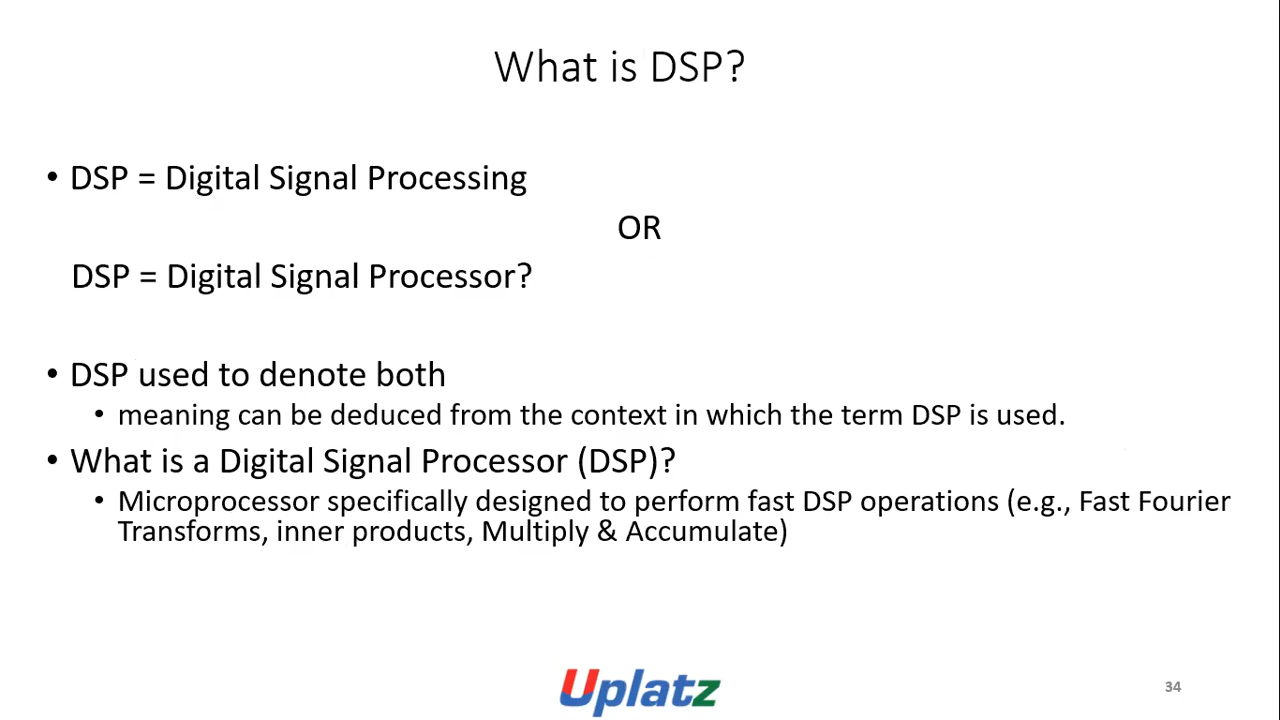 What is DSP?
• DSP = Digital Signal Processing
OR
DSP = Digital Signal Processor?
• DSP used to denote both
• meaning can be deduced from the context in which the term DSP is used.
• What is a Digital Signal Processor (DSP)?
• Microprocessor specifically designed to perform fast DSP operations (e.g., Fast Fourier
Transforms, inner products, Multiply & Accumulate)
Uplatz
34